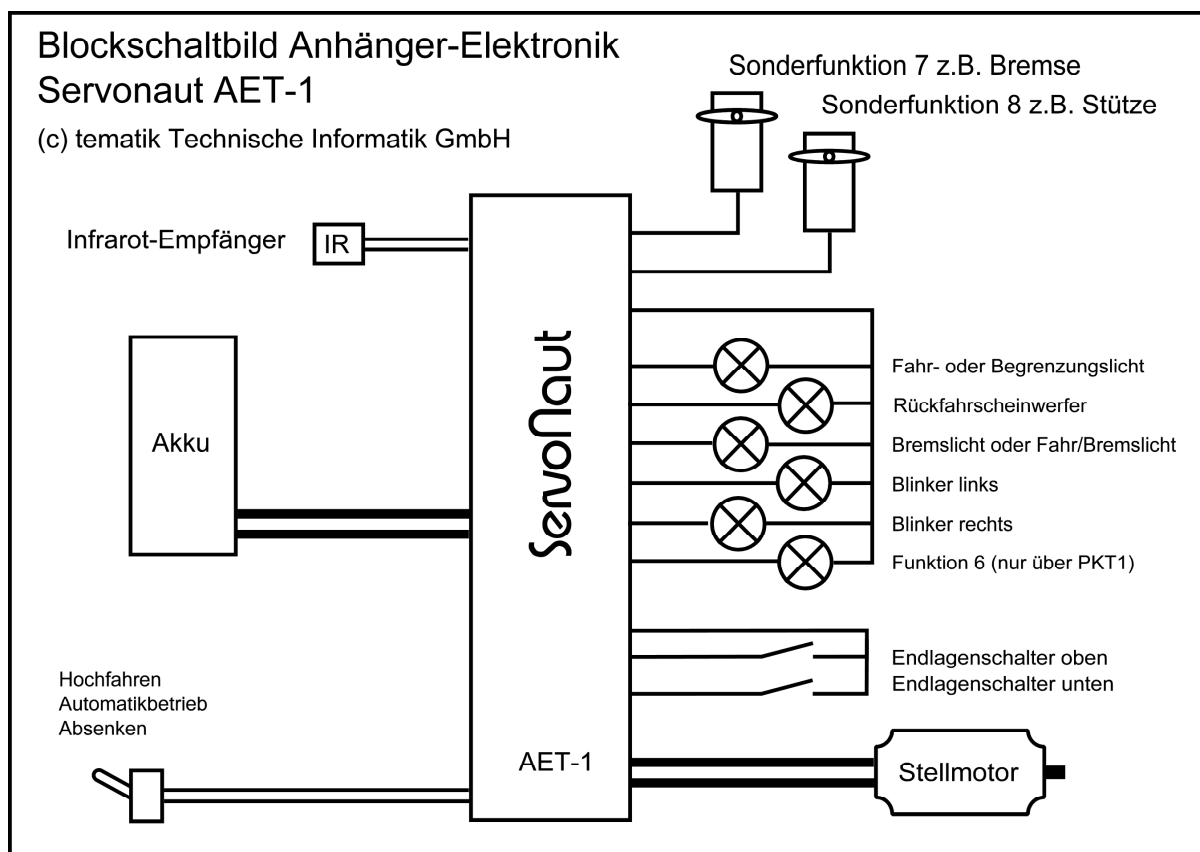 Blockschaltbild Anhänger-Elektronik
Servonaut AET-1
(c) tematik Technische Informatik GmbH
Sonderfunktion 7 z.B. Bremse
Sonderfunktion 8 z.B. Stütze
Infrarot-Empfänger
IR
Akku
Hochfahren
Automatikbetrieb
Absenken
ServoNaut
AET-1
Fahr- oder Begrenzungslicht
Rückfahrscheinwerfer
Bremslicht oder Fahr/Bremslicht
Blinker links
Blinker rechts
Funktion 6 (nur über PKT1)
Endlagenschalter oben
Endlagenschalter unten
Stellmotor